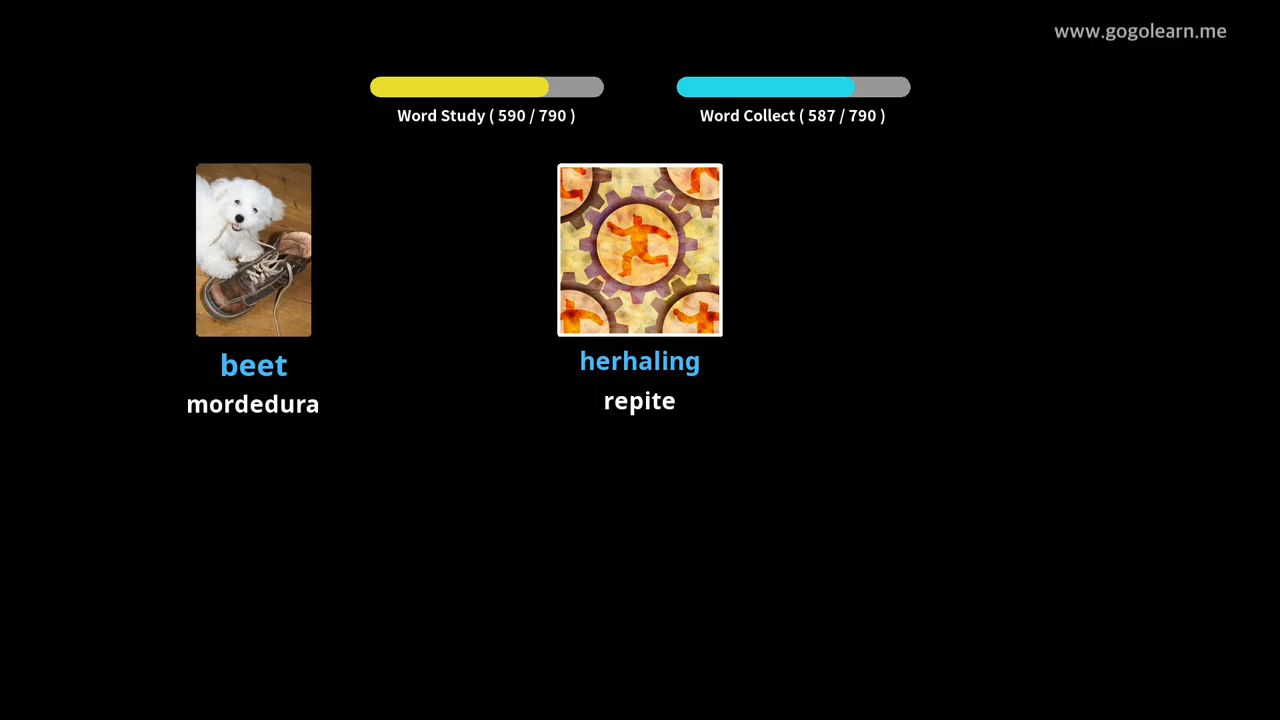 www.gogolearn.me
Word Study ( 590 / 790 )
Word Collect ( 587 / 790 )
beet
mordedura
herhaling
repite